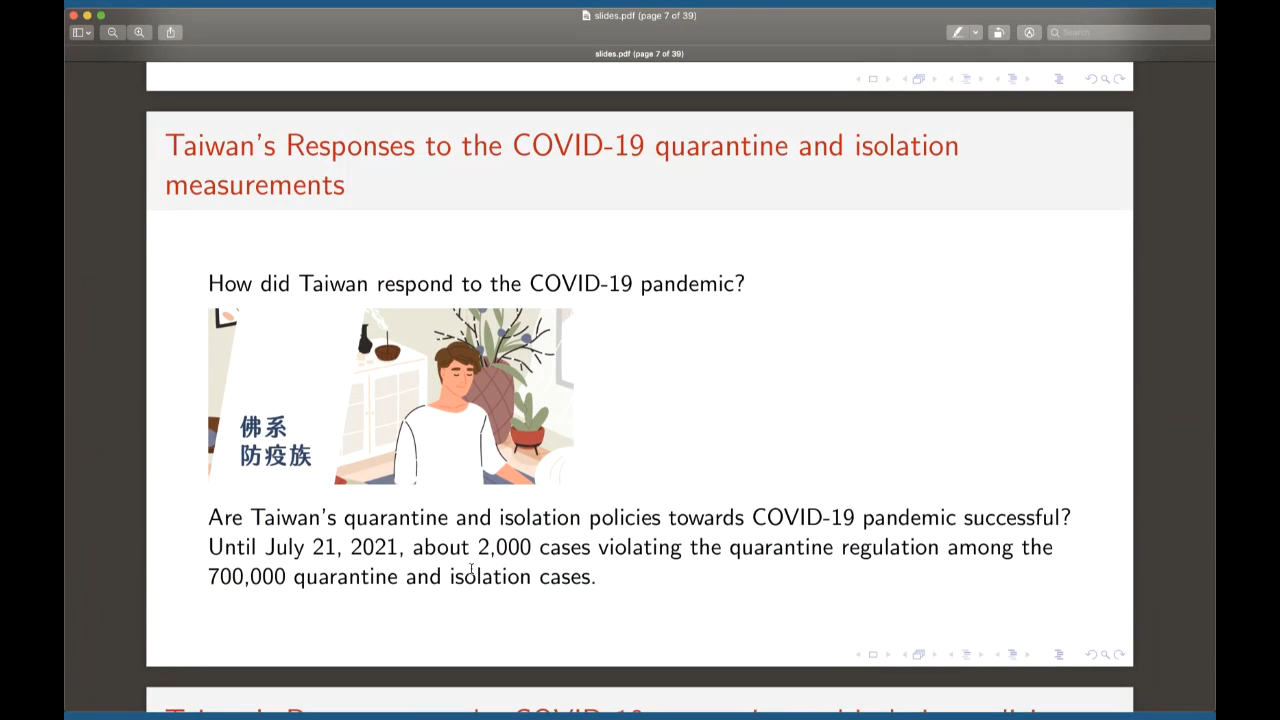 slides.pdf (page 7 of 39)
Search
slides.pdf (page 7 of 39)
Taiwan's Responses to the COVID-19 quarantine and isolation
measurements
How did Taiwan respond to the COVID-19 pandemic?
佛系
防疫族
Are Taiwan's quarantine and isolation policies towards COVID-19 pandemic successful?
Until July 21, 2021, about 2,000 cases violating the quarantine regulation among the
700,000 quarantine and isolation cases.